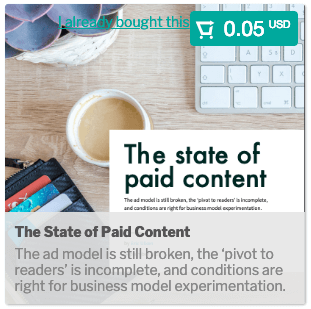 I already bought this
0.05 USD
The state of
paid content
The ad model is still broken, the 'pivot to readers' is incomplete,
and conditions are right for business model experimentation.
The State of Paid Content
The ad model is still broken, the ‘pivot to
readers’ is incomplete, and conditions are
right for business model experimentation.